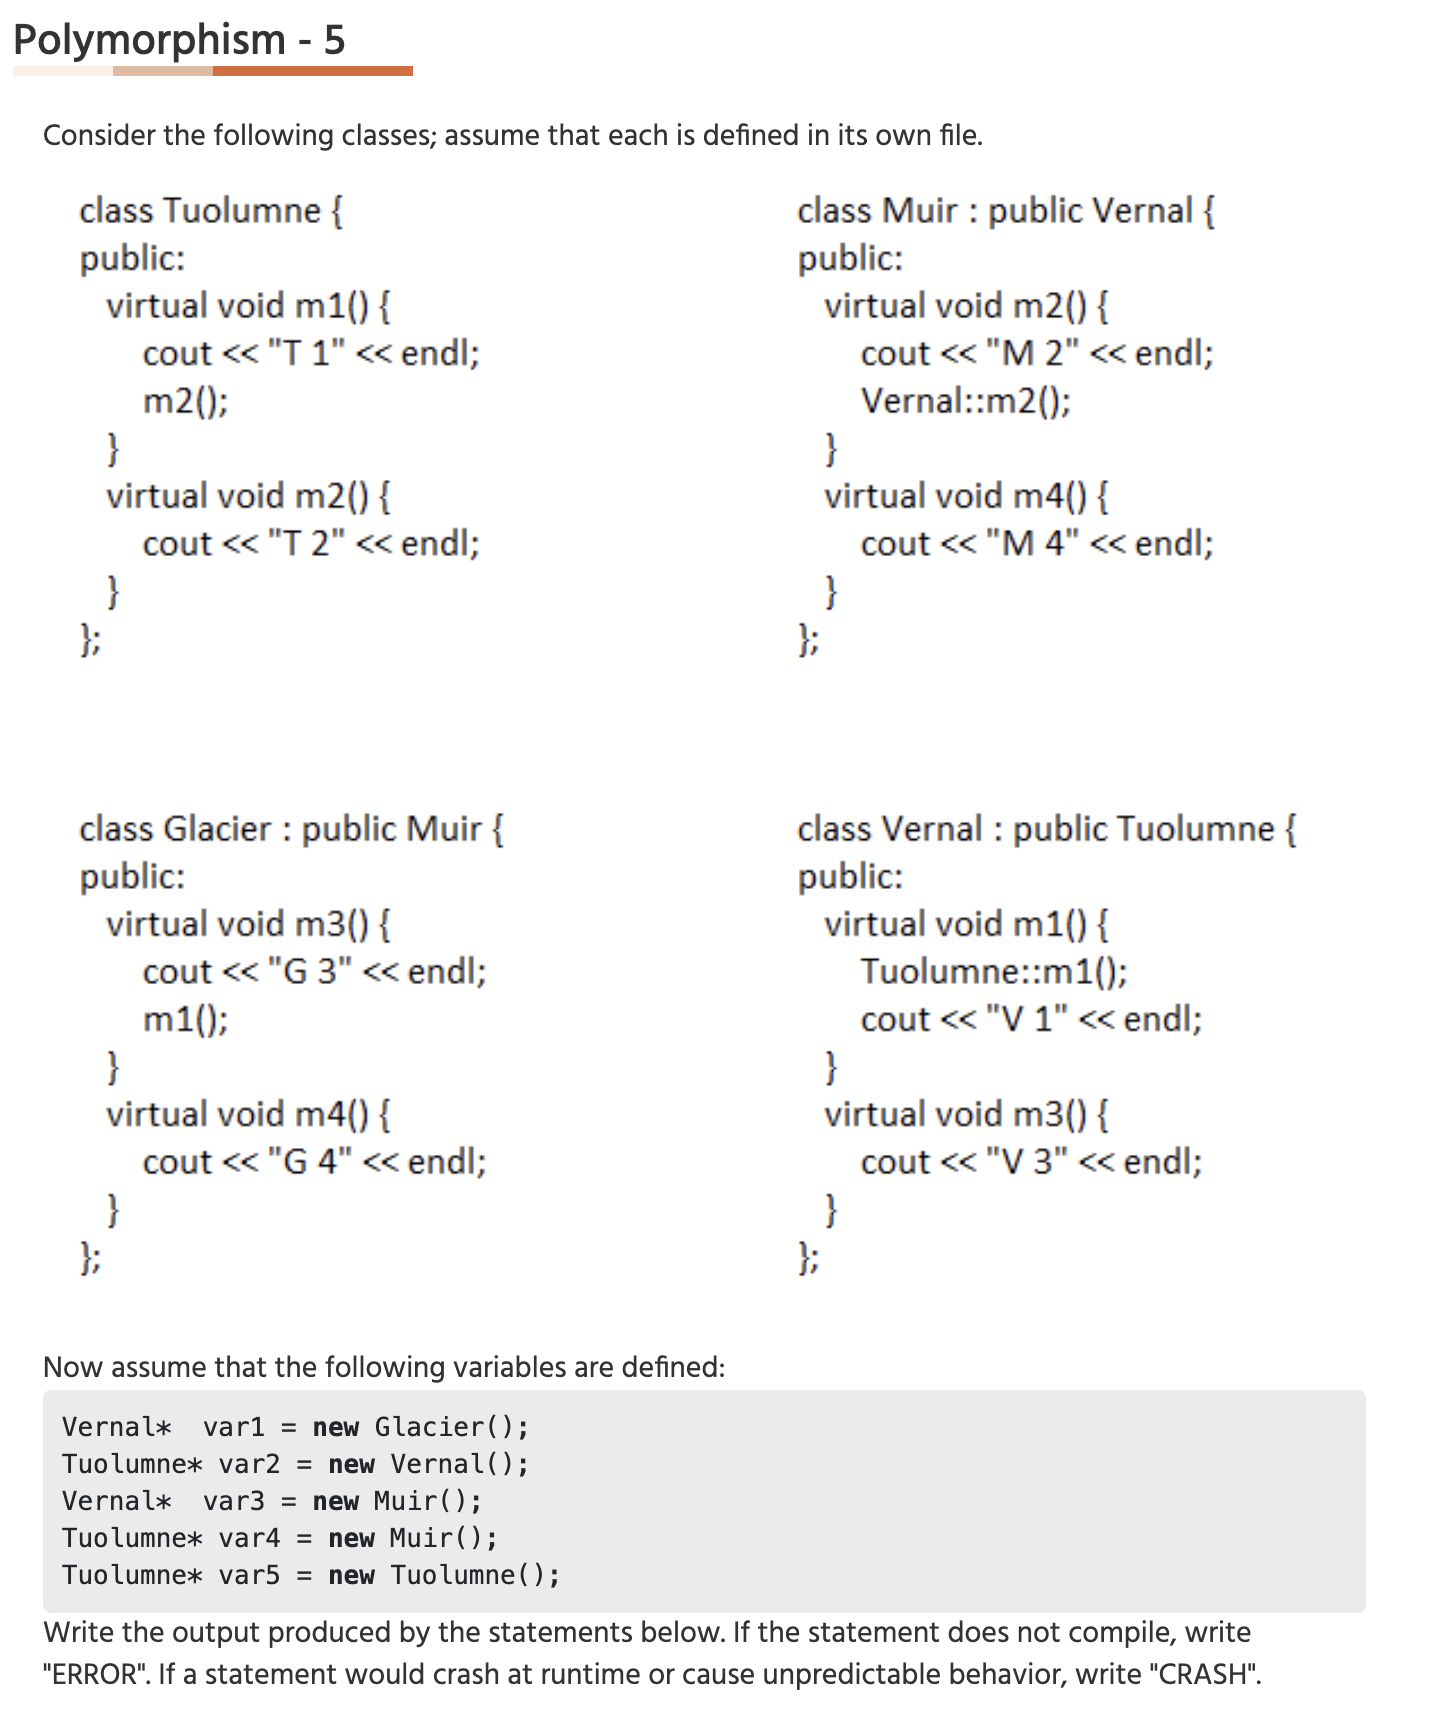 Polymorphism - 5
Consider the following classes; assume that each is defined in its own file.
class Tuolumne {
public:
virtual void m1() {
cout << "T 1" << endl;
m2();
}
virtual void m2() {
cout << "T 2" << endl;
}
};
class Muir : public Vernal {
public:
virtual void m2() {
cout << "M 2" << endl;
Vernal::m2();
}
virtual void m4() {
cout << "M 4" << endl;
}
};
class Glacier : public Muir {
public:
virtual void m3() {
cout << "G 3" << endl;
m1();
}
virtual void m4() {
cout << "G 4" << endl;
}
};
class Vernal : public Tuolumne {
public:
virtual void m1() {
Tuolumne::m1();
cout << "V 1" << endl;
}
virtual void m3() {
cout << "V 3" << endl;
}
};
Now assume that the following variables are defined:
Vernal*  var1 = new Glacier();
Tuolumne* var2 = new Vernal();
Vernal*  var3 = new Muir();
Tuolumne* var4 = new Muir();
Tuolumne* var5 = new Tuolumne();
Write the output produced by the statements below. If the statement does not compile, write
"ERROR". If a statement would crash at runtime or cause unpredictable behavior, write "CRASH".